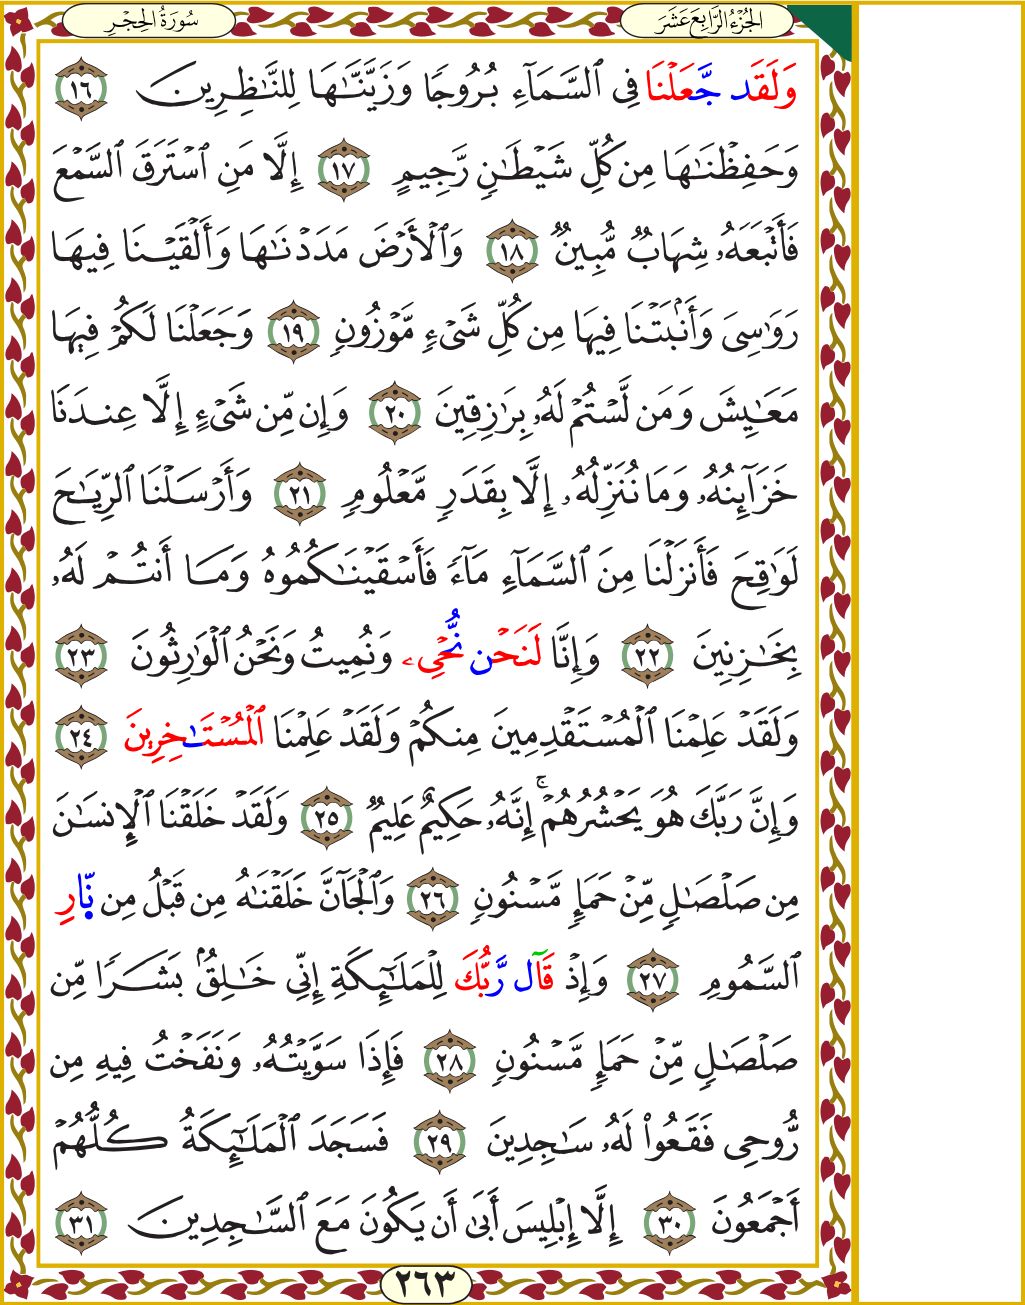 الجُزْءُ الرَّابِعَ عَشَرَ
سُورَةُ الحِجْرِ
وَلَقَد جَّعَلْنَا فِي ٱلسَّمَآءِ بُرُوجًا وَزَيَّنَّـٰهَا لِلنَّـٰظِرِينَ ١٦
وَحَفِظْنَـٰهَا مِن كُلِّ شَيْطَـٰنٍ رَّجِيمٍ ١٧ إِلَّا مَنِ ٱسْتَرَقَ ٱلسَّمْعَ
فَأَتْبَعَهُۥ شِهَابٌ مُّبِينٌ ١٨ وَٱلْأَرْضَ مَدَدْنَـٰهَا وَأَلْقَيْنَا فِيهَا
رَوَٰسِىَ وَأَنۢبَتْنَا فِيهَا مِن كُلِّ شَىْءٍ مَّوْزُونٍ ١٩ وَجَعَلْنَا لَكُمْ فِيهَا
مَعَـٰيِشَ وَمَن لَّسْتُمْ لَهُۥ بِرَٰزِقِينَ ٢٠ وَإِن مِّن شَىْءٍ إِلَّا عِندَنَا
خَزَآئِنُهُۥ وَمَا نُنَزِّلُهُۥٓ إِلَّا بِقَدَرٍ مَّعْلُومٍ ٢١ وَأَرْسَلْنَا ٱلرِّيَـٰحَ
لَوَٰقِحَ فَأَنزَلْنَا مِنَ ٱلسَّمَآءِ مَآءً فَأَسْقَيْنَـٰكُمُوهُ وَمَآ أَنتُمْ لَهُۥ
بِخَـٰزِنِينَ ٢٢ وَإِنَّا لَنَحْن نُّحْىِۦ وَنُمِيتُ وَنَحْنُ ٱلْوَٰرِثُونَ ٢٣
وَلَقَدْ عَلِمْنَا ٱلْمُسْتَقْدِمِينَ مِنكُمْ وَلَقَدْ عَلِمْنَا ٱلْمُسْتَـٰخِرِينَ ٢٤
وَإِنَّ رَبَّكَ هُوَ يَحْشُرُهُمْ ۚ إِنَّهُۥ حَكِيمٌ عَلِيمٌ ٢٥ وَلَقَدْ خَلَقْنَا ٱلْإِنسَـٰنَ
مِن صَلْصَـٰلٍ مِّنْ حَمَإٍ مَّسْنُونٍ ٢٦ وَٱلْجَآنَّ خَلَقْنَـٰهُ مِن قَبْلُ مِن نَّارِ
ٱلسَّمُومِ ٢٧ وَإِذْ قَال رَّبُّكَ لِلْمَلَـٰٓئِكَةِ إِنِّى خَـٰلِقٌۢ بَشَرًا مِّن
صَلْصَـٰلٍ مِّنْ حَمَإٍ مَّسْنُونٍ ٢٨ فَإِذَا سَوَّيْتُهُۥ وَنَفَخْتُ فِيهِ مِن
رُّوحِى فَقَعُوا۟ لَهُۥ سَـٰجِدِينَ ٢٩ فَسَجَدَ ٱلْمَلَـٰٓئِكَةُ كُلُّهُمْ
أَجْمَعُونَ ٣٠ إِلَّآ إِبْلِيسَ أَبَىٰٓ أَن يَكُونَ مَعَ ٱلسَّـٰجِدِينَ ٣١
٢٦٣